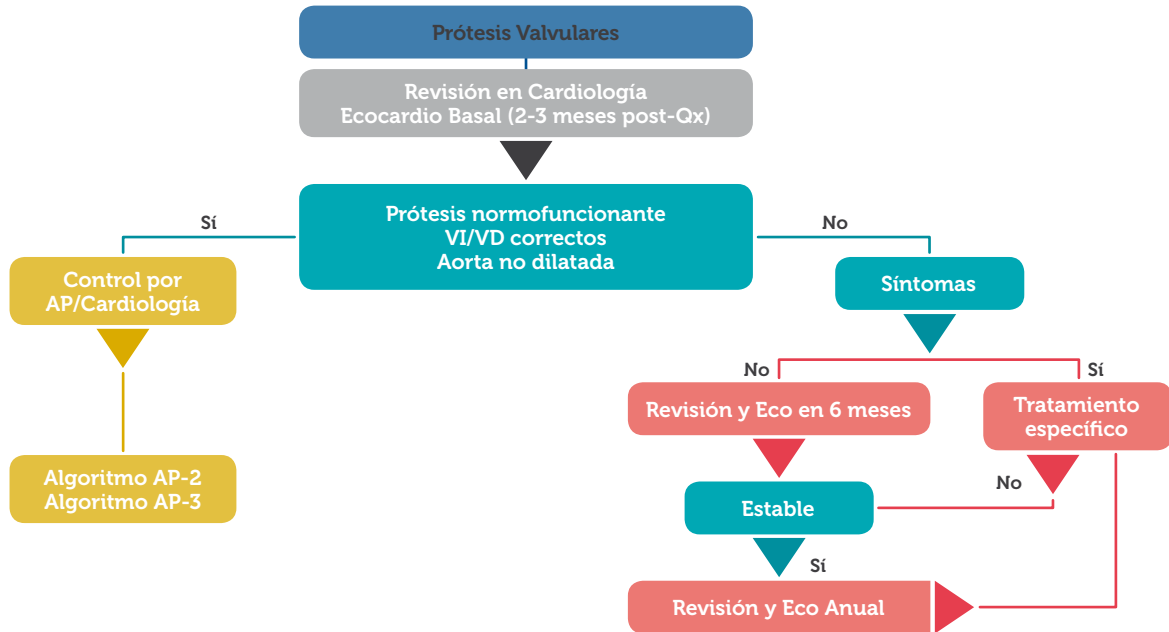 Prótesis Valvulares
Revisión en Cardiología
Ecocardio Basal (2-3 meses post-Qx)
Prótesis normofuncionante
VI/VD correctos
Aorta no dilatada
Sí
No
Control por
AP/Cardiología
Síntomas
No
Sí
Revisión y Eco en 6 meses
Tratamiento
específico
Algoritmo AP-2
Algoritmo AP-3
No
Estable
Sí
Revisión y Eco Anual